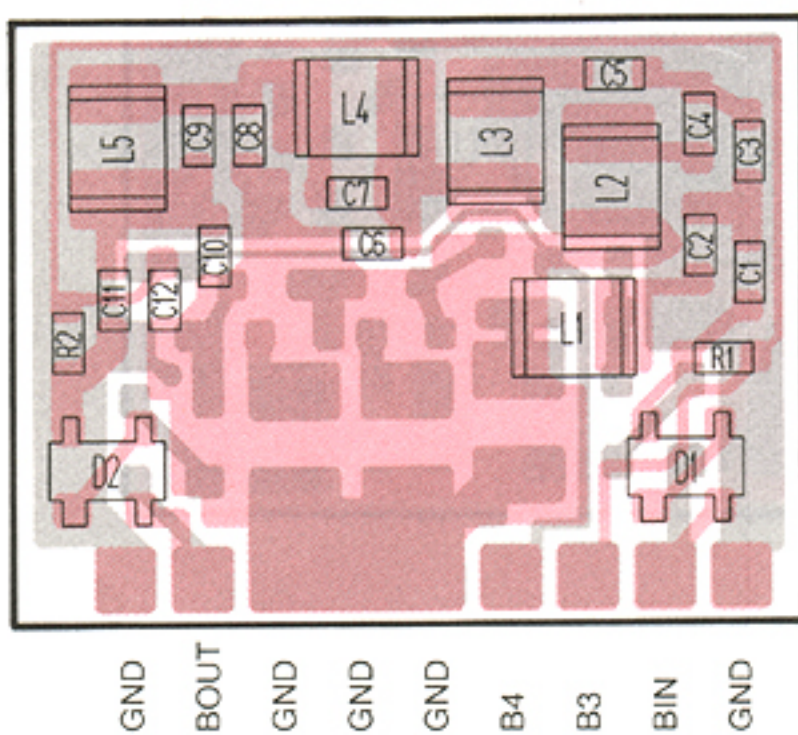 C5
L4
L5
C9
C8
L3
C4
C3
L2
C7
C10
C6
C2
C1
C11
C12
R2
L1
R1
D2
D1
GND
BOUT
GND
GND
GND
B4
B3
BIN
GND